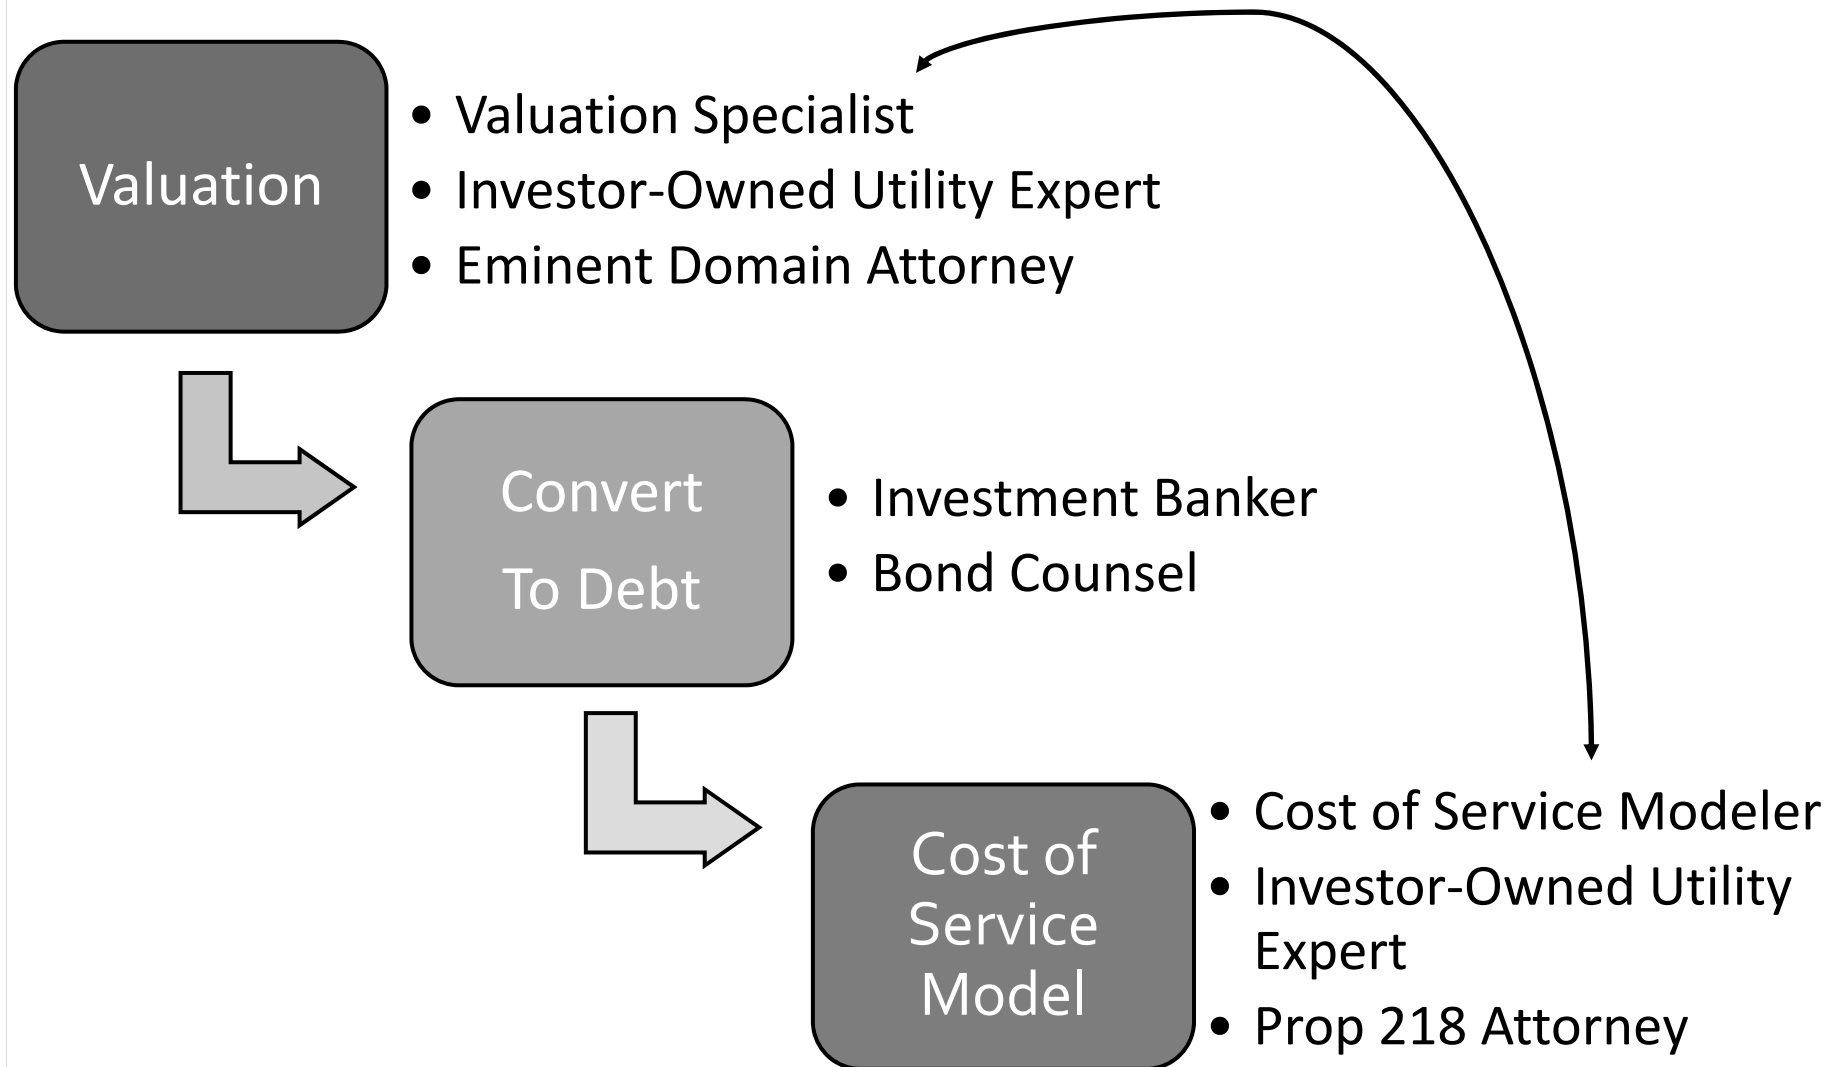 Valuation
• Valuation Specialist
• Investor-Owned Utility Expert
• Eminent Domain Attorney
Convert
To Debt
• Investment Banker
• Bond Counsel
Cost of
Service
Model
• Cost of Service Modeler
• Investor-Owned Utility
Expert
• Prop 218 Attorney